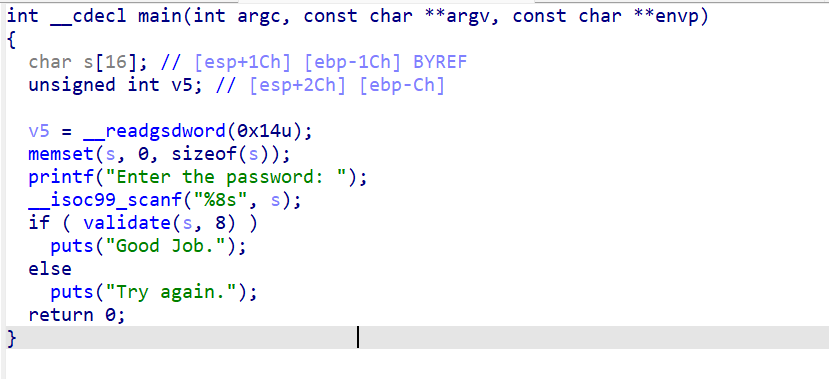 int __cdecl main(int argc, const char **argv, const char **envp)
{
  char s[16]; // [esp+1Ch] [ebp-1Ch] BYREF
  unsigned int v5; // [esp+2Ch] [ebp-Ch]

  v5 = __readgsdword(0x14u);
  memset(s, 0, sizeof(s));
  printf("Enter the password: ");
  __isoc99_scanf("%8s", s);
  if ( validate(s, 8) )
    puts("Good Job.");
  else
    puts("Try again.");
  return 0;
}